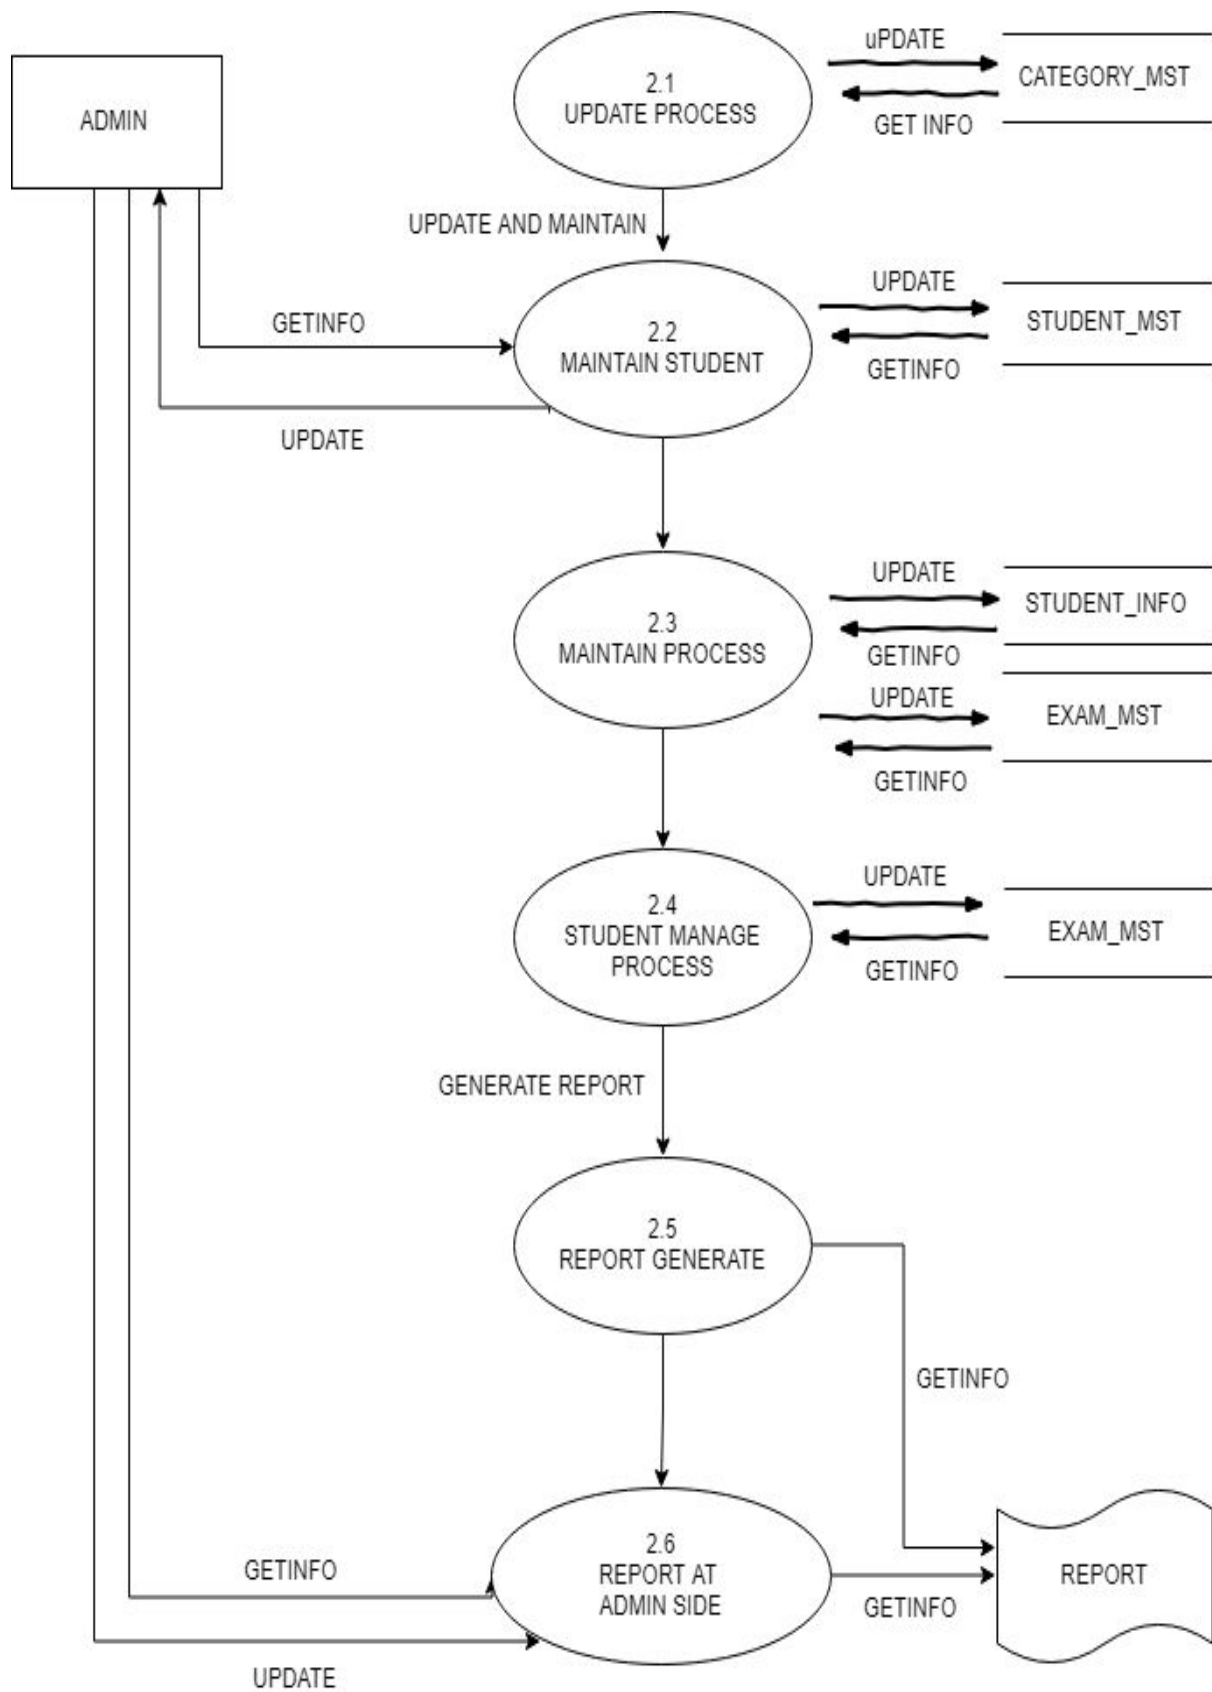 uPDATE
2.1
UPDATE PROCESS
CATEGORY_MST
GET INFO
ADMIN
UPDATE AND MAINTAIN
UPDATE
2.2
MAINTAIN STUDENT
STUDENT_MST
GETINFO
GETINFO
UPDATE
UPDATE
2.3
MAINTAIN PROCESS
STUDENT_INFO
GETINFO
UPDATE
EXAM_MST
GETINFO
UPDATE
2.4
STUDENT MANAGE
PROCESS
EXAM_MST
GETINFO
GENERATE REPORT
2.5
REPORT GENERATE
GETINFO
2.6
REPORT AT
ADMIN SIDE
GETINFO
GETINFO
REPORT
UPDATE